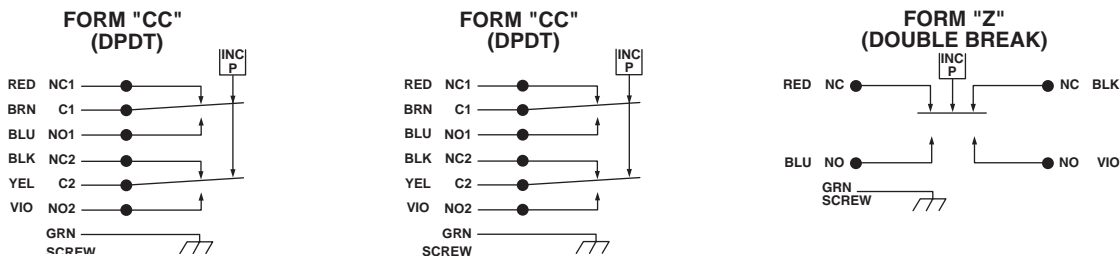 FORM "CC"
(DPDT)
INC
P
RED NC1
BRN C1
BLU NO1
BLK NC2
YEL C2
VIO NO2
GRN
SCREW
FORM "CC"
(DPDT)
INC
P
RED NC1
BRN C1
BLU NO1
BLK NC2
YEL C2
VIO NO2
GRN
SCREW
FORM "Z"
(DOUBLE BREAK)
INC
P
RED NC NC BLK
BLU NO NO VIO
GRN
SCREW